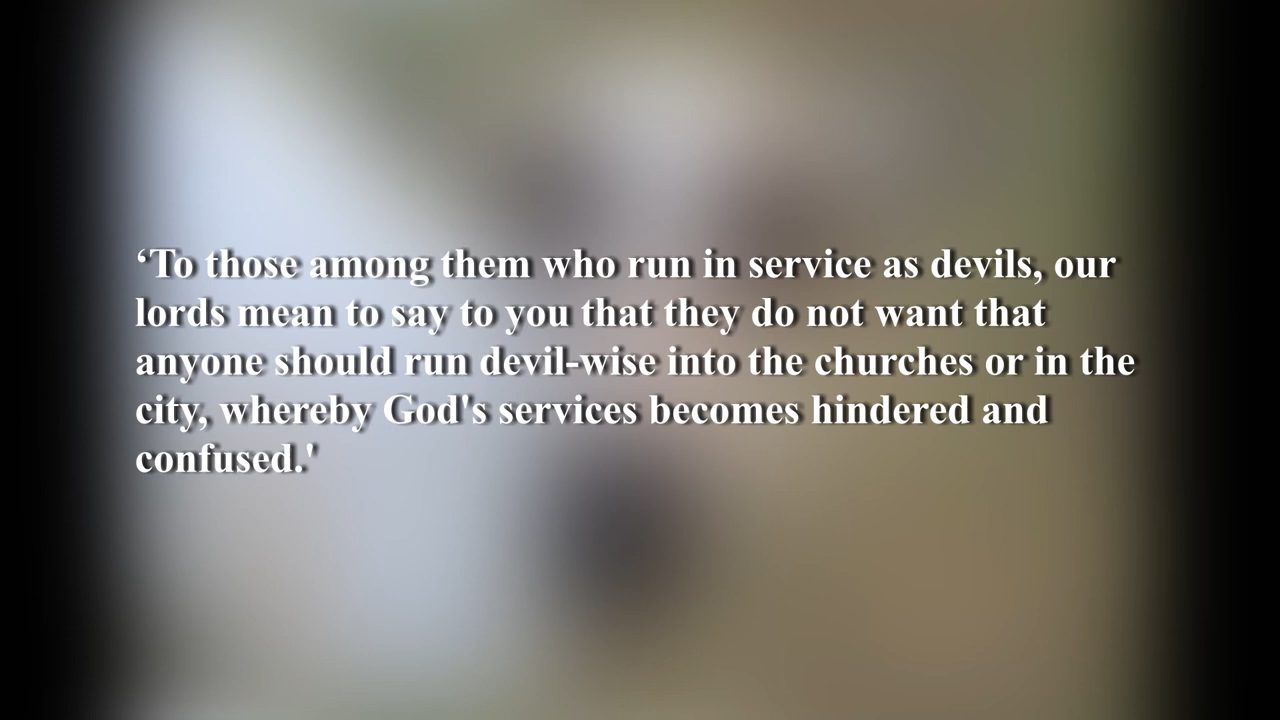 ‘To those among them who run in service as devils, our
lords mean to say to you that they do not want that
anyone should run devil-wise into the churches or in the
city, whereby God's services becomes hindered and
confused.'